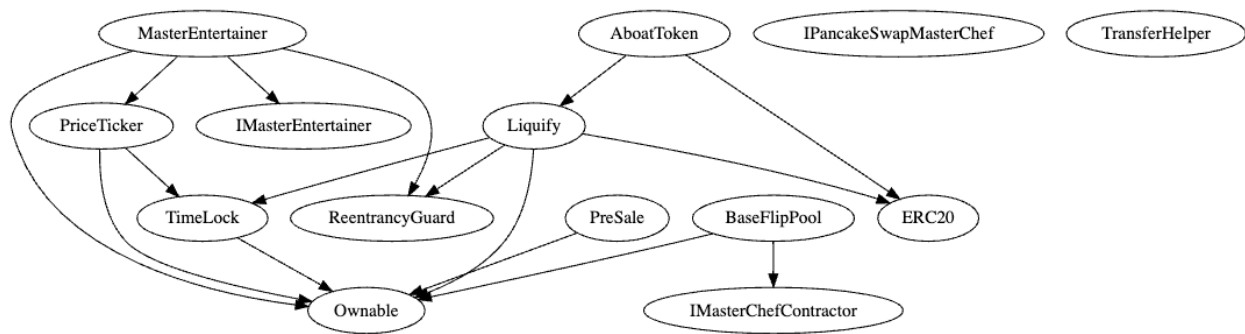 MasterEntertainer
AboatToken
IPancakeSwapMasterChef
TransferHelper
PriceTicker
IMasterEntertainer
Liquify
TimeLock
ReentrancyGuard
PreSale
BaseFlipPool
ERC20
Ownable
IMasterChefContractor